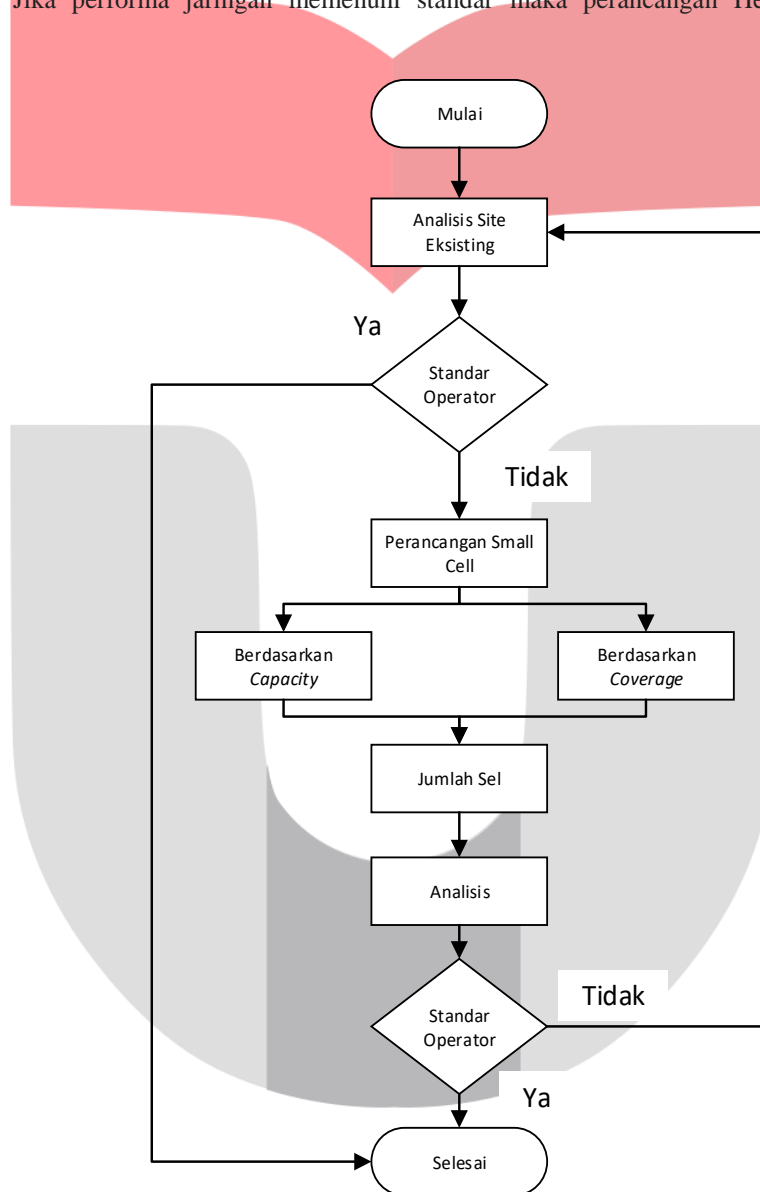 Jika performa jaringan memenuhi standar maka perancangan
Mulai
Analisis Site
Eksisting
Ya
Standar
Operator
Tidak
Perancangan Small
Cell
Berdasarkan
Capacity
Berdasarkan
Coverage
Jumlah Sel
Analisis
Standar
Operator
Tidak
Ya
Selesai